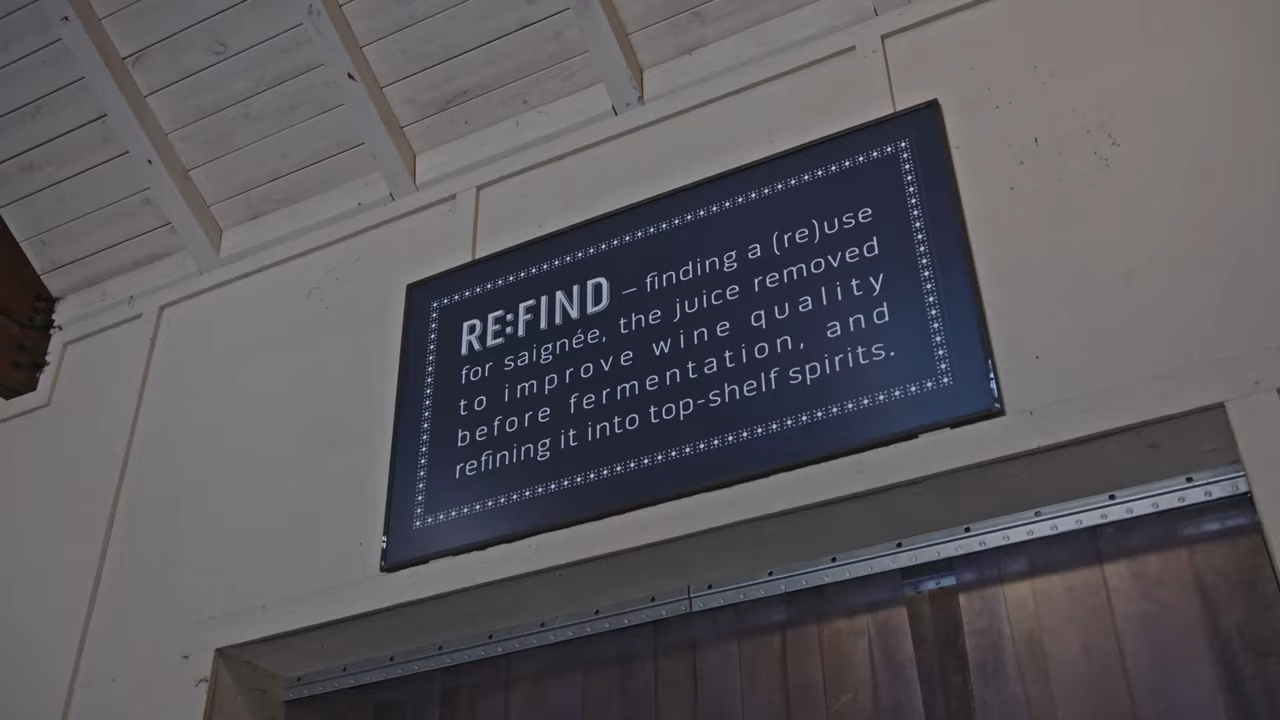 RE:FIND – finding a (re)use
for saignée, the juice removed
to improve wine quality
before fermentation, and
refining it into top-shelf spirits.